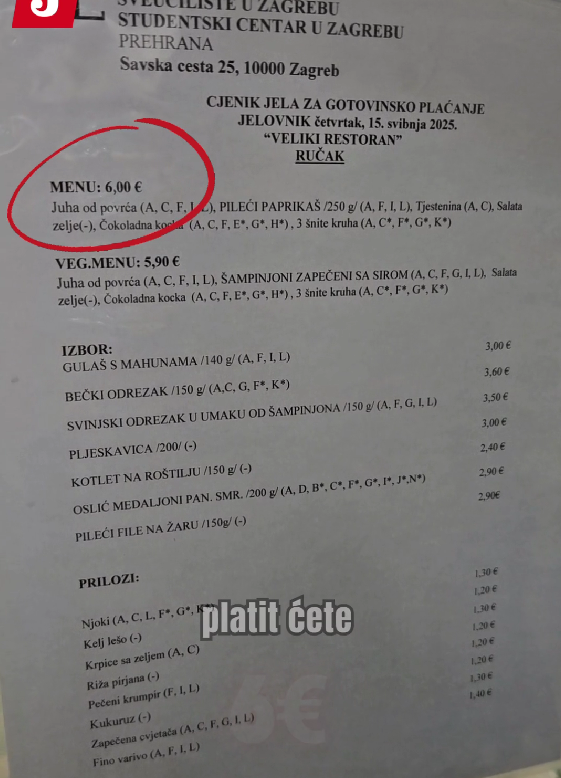 SVEUČILIŠTE U ZAGREBU
STUDENTSKI CENTAR U ZAGREBU
PREHRANA
Savska cesta 25, 10000 Zagreb
CJENIK JELA ZA GOTOVINSKO PLAĆANJE
JELOVNIK četvrtak, 15. svibnja 2025.
“VELIKI RESTORAN”
RUČAK
MENU: 6,00 €
Juha od povrća (A, C, F, I, L), PILEĆI PAPRIKAŠ /250 g/ (A, F, I, L), Tjestenina (A, C), Salata
zelje(-), Čokoladna kocka (A, C, F, E*, G*, H*) , 3 šnite kruha (A, C*, F*, G*, K*)
VEG.MENU: 5,90 €
Juha od povrća (A, C, F, I, L), ŠAMPINJONI ZAPEČENI SA SIROM (A, C, F, G, I, L), Salata
zelje(-), Čokoladna kocka (A, C, F, E*, G*, H*) , 3 šnite kruha (A, C*, F*, G*, K*)
IZBOR:
GULAŠ S MAHUNAMA /140 g/ (A, F, I, L) 3,00 €
BEČKI ODREZAK /150 g/ (A,C, G, F*, K*) 3,60 €
SVINJSKI ODREZAK U UMAKU OD ŠAMPINJONA /150 g/ (A, F, G, I, L) 3,50 €
PLJESKAVICA /200/ (-) 3,00 €
KOTLET NA ROŠTILJU /150 g/ (-) 2,40 €
OSLIĆ MEDALJONI PAN. SMR. /200 g/ (A, D, B*, C*, F*, G*, I*, J*,N*) 2,90 €
PILEĆI FILE NA ŽARU /150g/ (-) 2,90€
PRILOZI:
Njoki (A, C, L, F*, G*, K*) 1,30 €
Kelj lešo (-) 1,20 €
Krpice sa zeljem (A, C) 1,30 €
Riža pirjana (-) 1,20 €
Pečeni krumpir (F, I, L) 1,20 €
Kukuruz (-) 1,20 €
Zapečena cvjetača (A, C, F, G, I, L) 1,30 €
Fino varivo (A, F, I, L) 1,40 €
platit ćete
6€